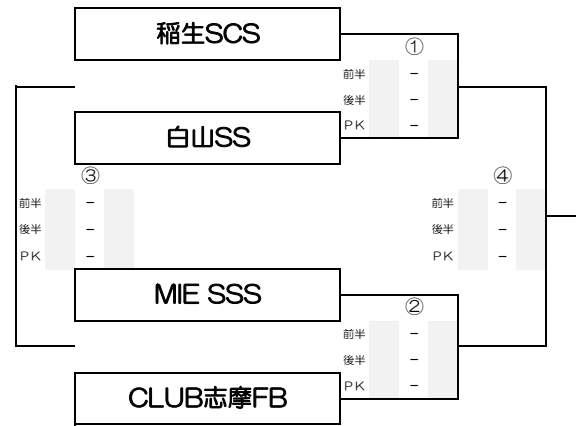 稲生SCS
①
前半 -
後半 -
PK -
白山SS
③
前半 -
後半 -
PK -
④
前半 -
後半 -
PK -
MIE SSS
②
前半 -
後半 -
PK -
CLUB志摩FB